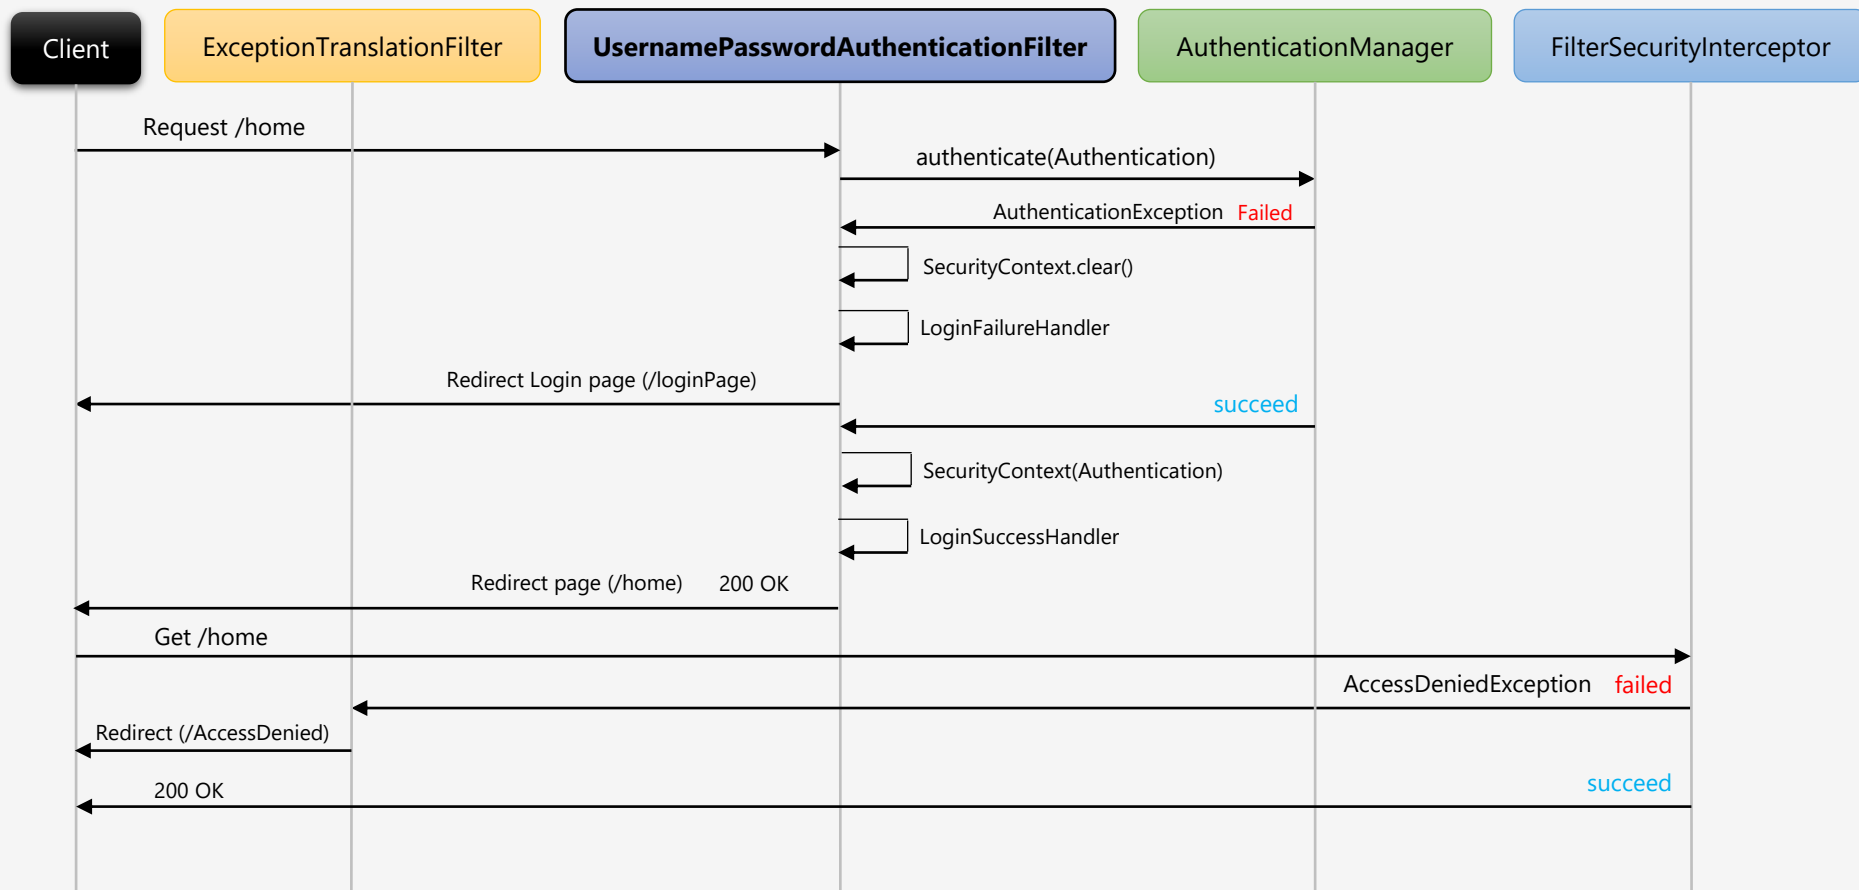 Client
ExceptionTranslationFilter
UsernamePasswordAuthenticationFilter
AuthenticationManager
FilterSecurityInterceptor
Request /home
authenticate(Authentication)
AuthenticationException Failed
SecurityContext.clear()
LoginFailureHandler
Redirect Login page (/loginPage)
succeed
SecurityContext(Authentication)
LoginSuccessHandler
Redirect page (/home) 200 OK
Get /home
AccessDeniedException failed
Redirect (/AccessDenied)
succeed
200 OK